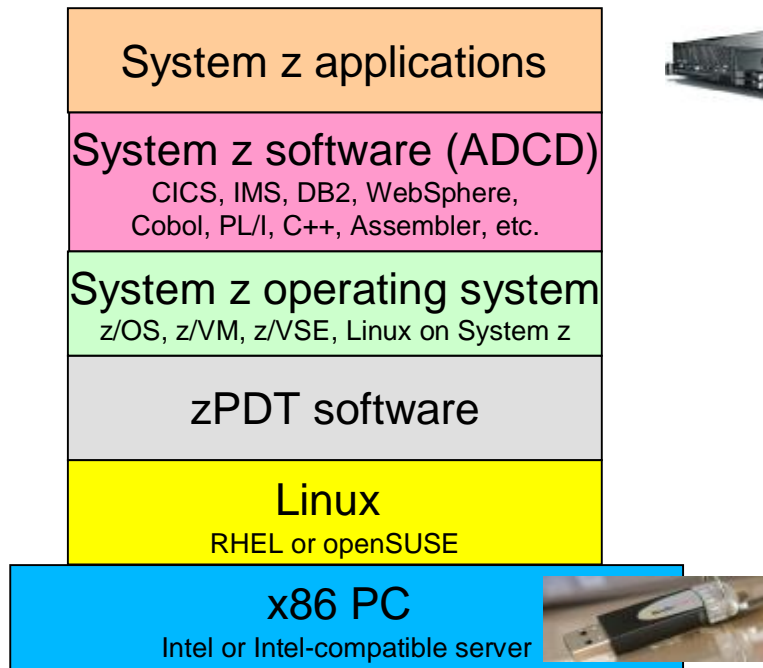 System z applications
System z software (ADCD)
CICS, IMS, DB2, WebSphere,
Cobol, PL/I, C++, Assembler, etc.
System z operating system
z/OS, z/VM, z/VSE, Linux on System z
zPDT software
Linux
RHEL or openSUSE
x86 PC
Intel or Intel-compatible server